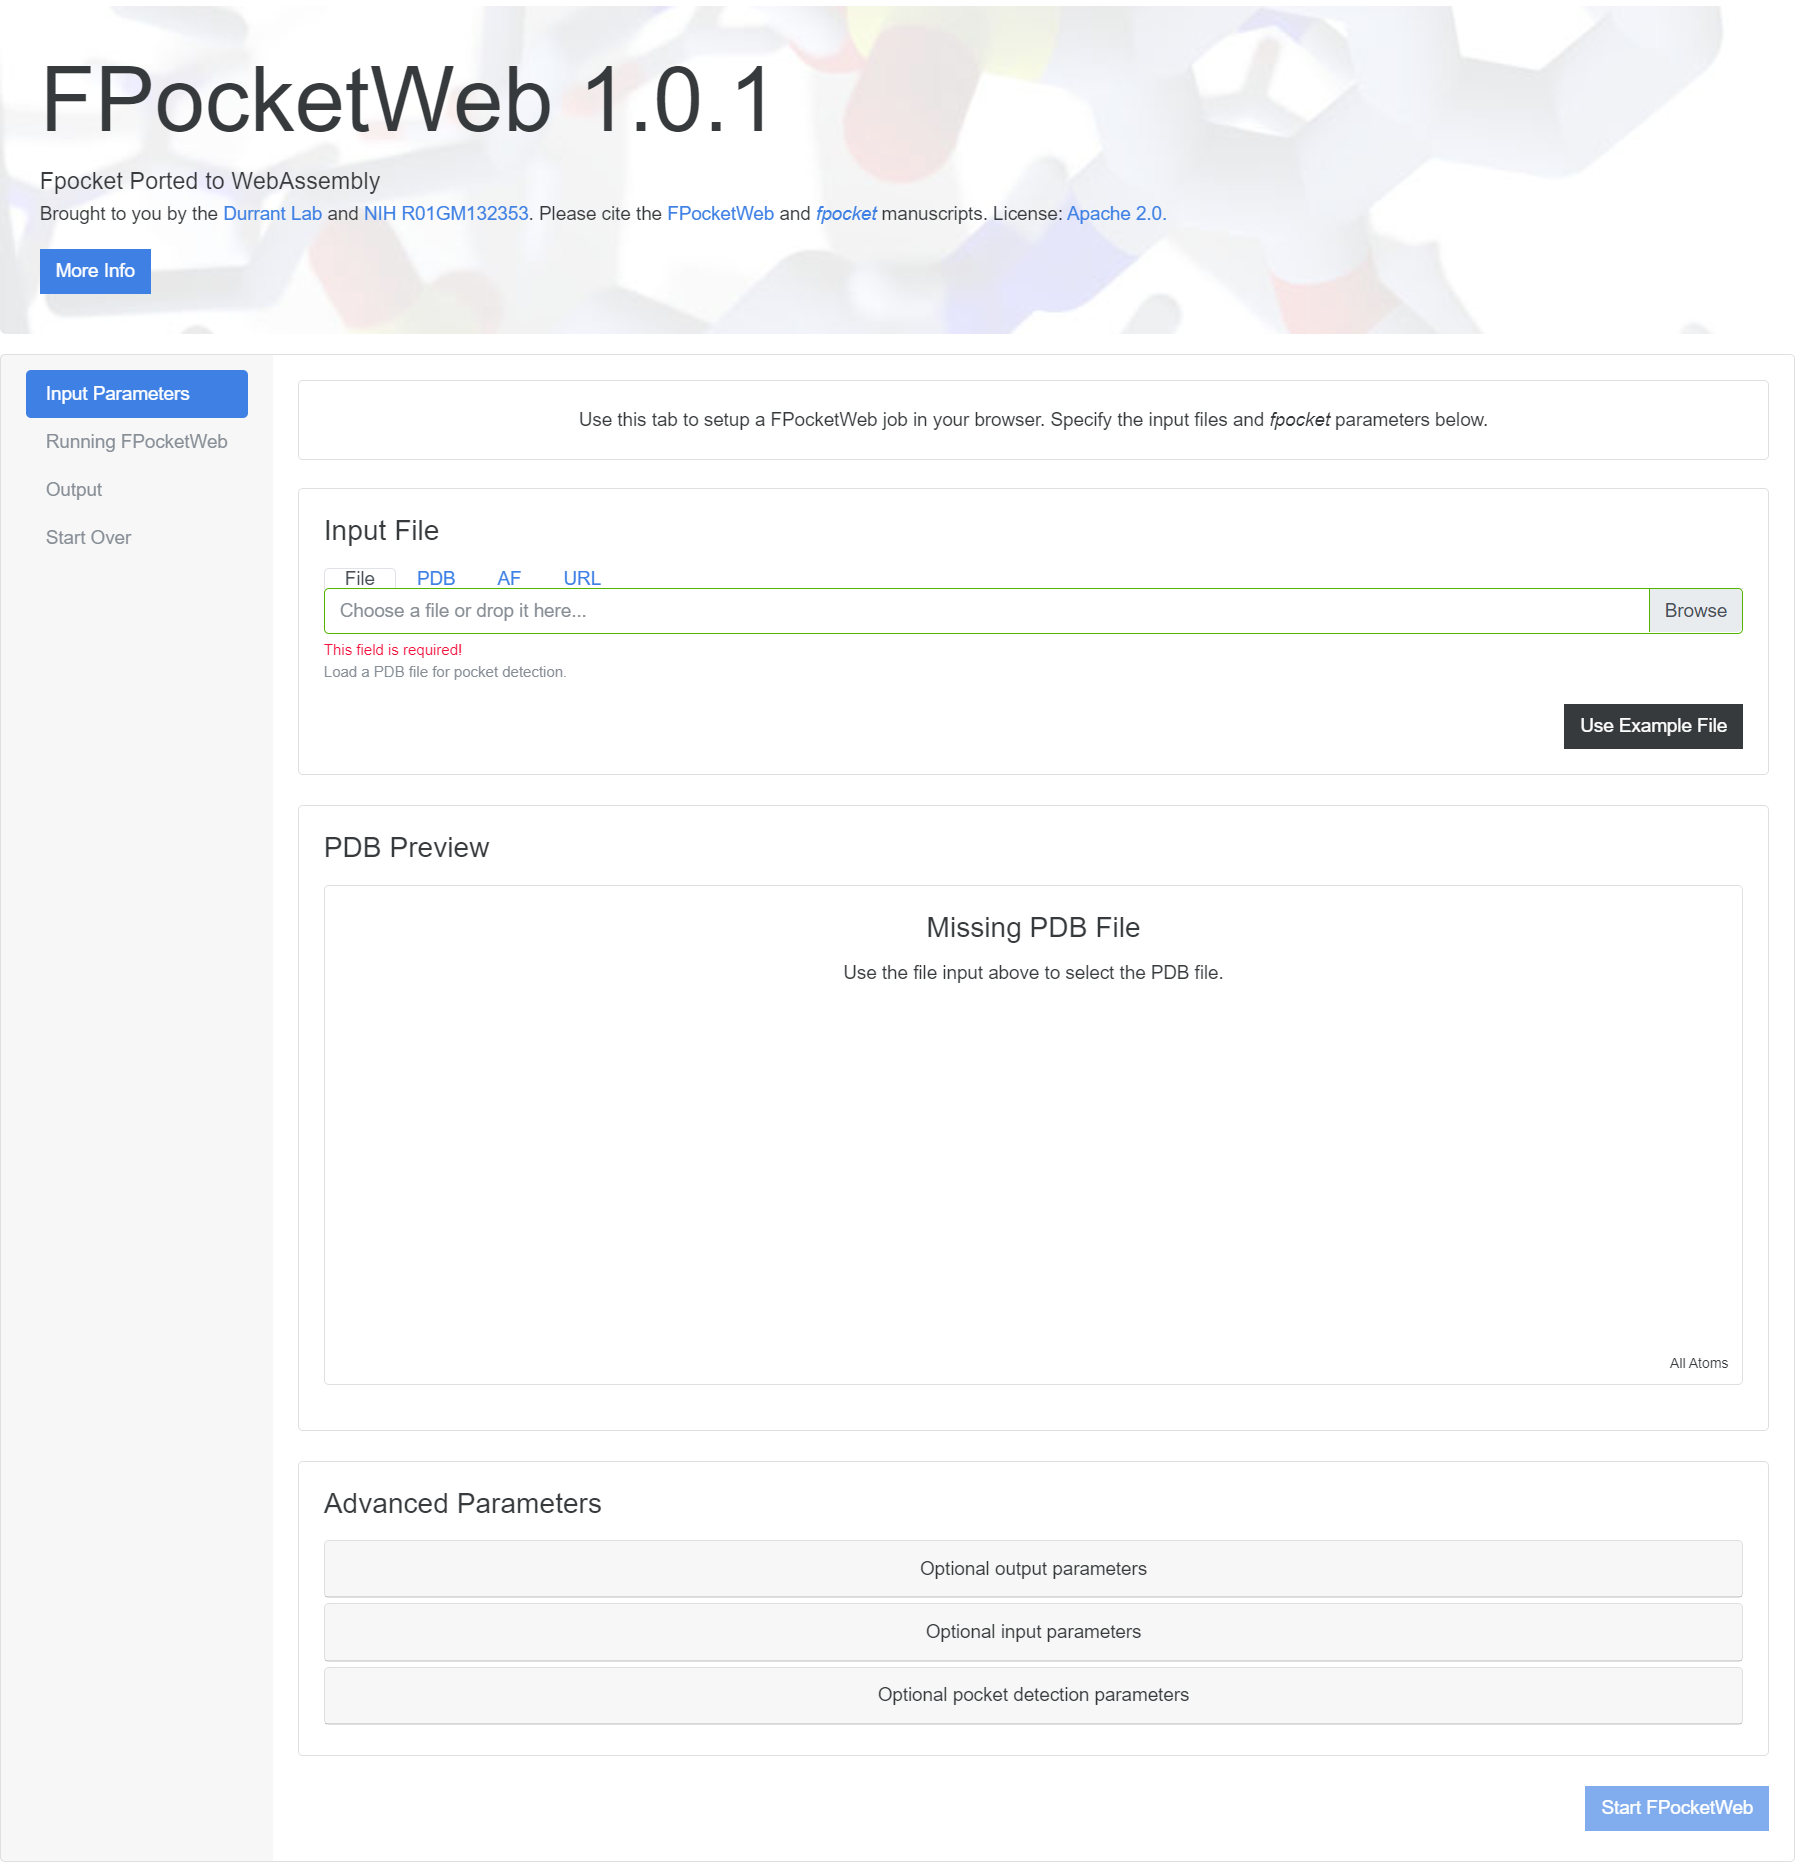 FPocketWeb 1.0.1
Fpocket Ported to WebAssembly
Brought to you by the Durrant Lab and NIH R01GM132353. Please cite the FPocketWeb and fpocket manuscripts. License: Apache 2.0.
More Info
Input Parameters
Running FPocketWeb
Output
Start Over
Use this tab to setup a FPocketWeb job in your browser. Specify the input files and fpocket parameters below.
Input File
File PDB AF URL
Choose a file or drop it here... Browse
This field is required!
Load a PDB file for pocket detection.
Use Example File
PDB Preview
Missing PDB File
Use the file input above to select the PDB file.
All Atoms
Advanced Parameters
Optional output parameters
Optional input parameters
Optional pocket detection parameters
Start FPocketWeb